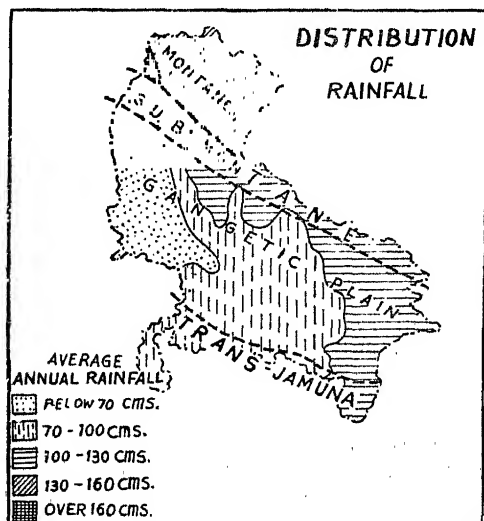 DISTRIBUTION
OF
RAINFALL
MONTANE
SUB MONTANE
GANGETIC PLAIN
TRANS-JAMUNA
AVERAGE
ANNUAL RAINFALL
BELOW 70 CMS.
70-100 CMS.
100-130 CMS.
130-160 CMS.
OVER 160 CMS.